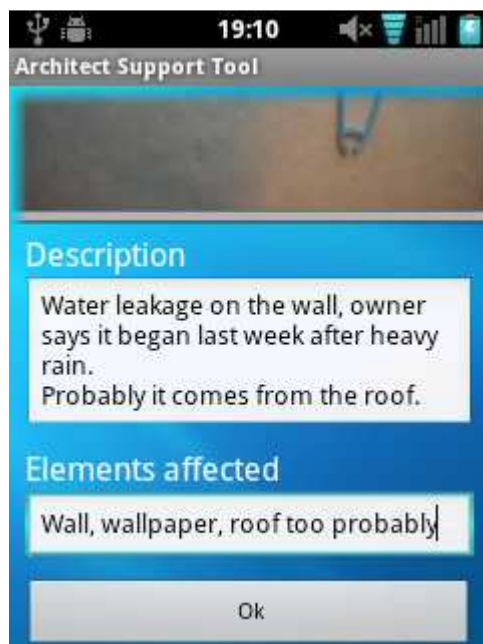 19:10
Architect Support Tool
Description
Water leakage on the wall, owner
says it began last week after heavy
rain.
Probably it comes from the roof.
Elements affected
Wall, wallpaper, roof too probably
Ok